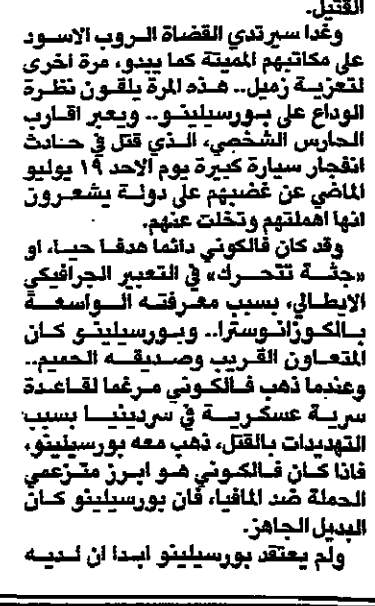 القتيل.
وغدا سيرتدي القضاة الروب الاسود
على مكاتبهم المميتة كما يبدو، مرة اخرى
لتعزية زميل.. هذه المرة يلقون نظرة
الوداع على بورسيلينو.. ويعبر اقارب
الحارس الشخصي، الذي قتل في حادث
انفجار سيارة كبيرة يوم الاحد ١٩ يوليو
الماضي عن غضبهم على دولة يشعرون
انها اهملتهم وتخلت عنهم.
وقد كان فالكوني دائما هدفا حيا، او
«جثة تتحرك» في التعبير الجرافيكي
الايطالي، بسبب معرفته الواسعة
بالكوزانوسترا.. وبورسيلينو كان
المتعاون القريب وصديقه الحميم..
وعندما ذهب فالكوني مرغما لقاعدة
سرية عسكرية في سردينيا بسبب
التهديدات بالقتل، ذهب معه بورسيلينو،
فاذا كان فالكوني هو ابرز متزعمي
الحملة ضد المافيا، فان بورسيلينو كان
البديل الجاهز.
ولم يعتقد بورسيلينو ابدا ان لديه